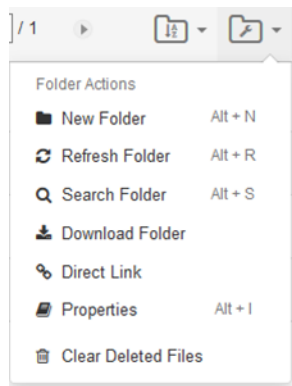 / 1
Folder Actions
New Folder Alt + N
Refresh Folder Alt + R
Search Folder Alt + S
Download Folder
Direct Link
Properties Alt + I
Clear Deleted Files